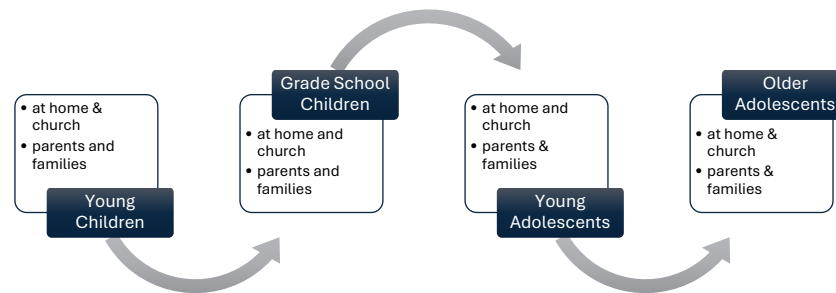 • at home &
church
• parents and
families
Young
Children
Grade School
Children
• at home and
church
• parents and
families
• at home and
church
• parents &
families
Young
Adolescents
Older
Adolescents
• at home &
church
• parents &
families